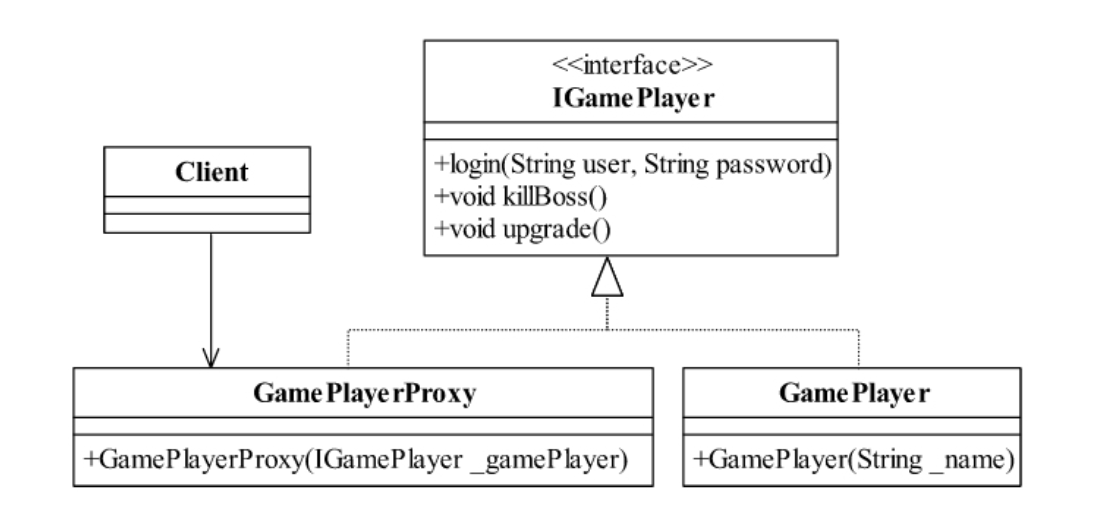 <<interface>>
IGamePlayer
+login(String user, String password)
+void killBoss()
+void upgrade()
Client
GamePlayerProxy
+GamePlayerProxy(IGamePlayer _gamePlayer)
GamePlayer
+GamePlayer(String _name)